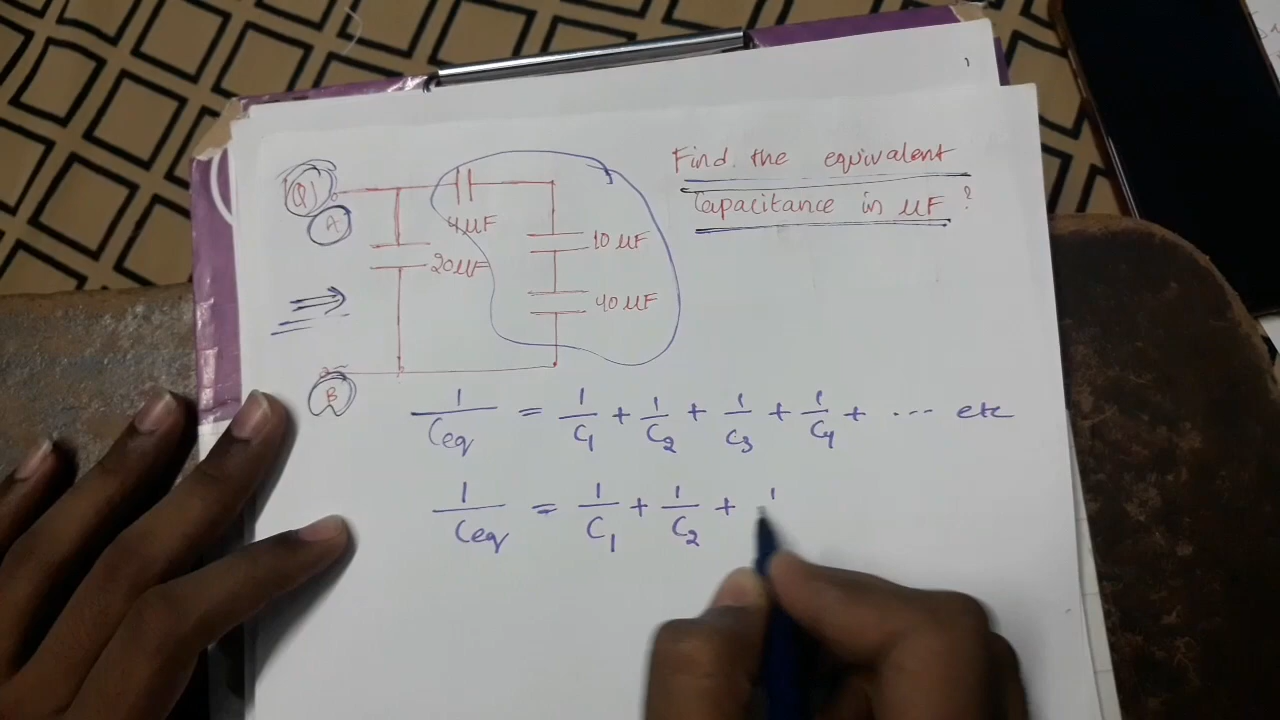 Q1
Find the equivalent
Capacitance in µF ?
A
4µF
10 µF
20µF
40 µF
B
1/Ceq = 1/C1 + 1/C2 + 1/C3 + 1/C4 + ... etc
1/Ceq = 1/C1 + 1/C2 + 1